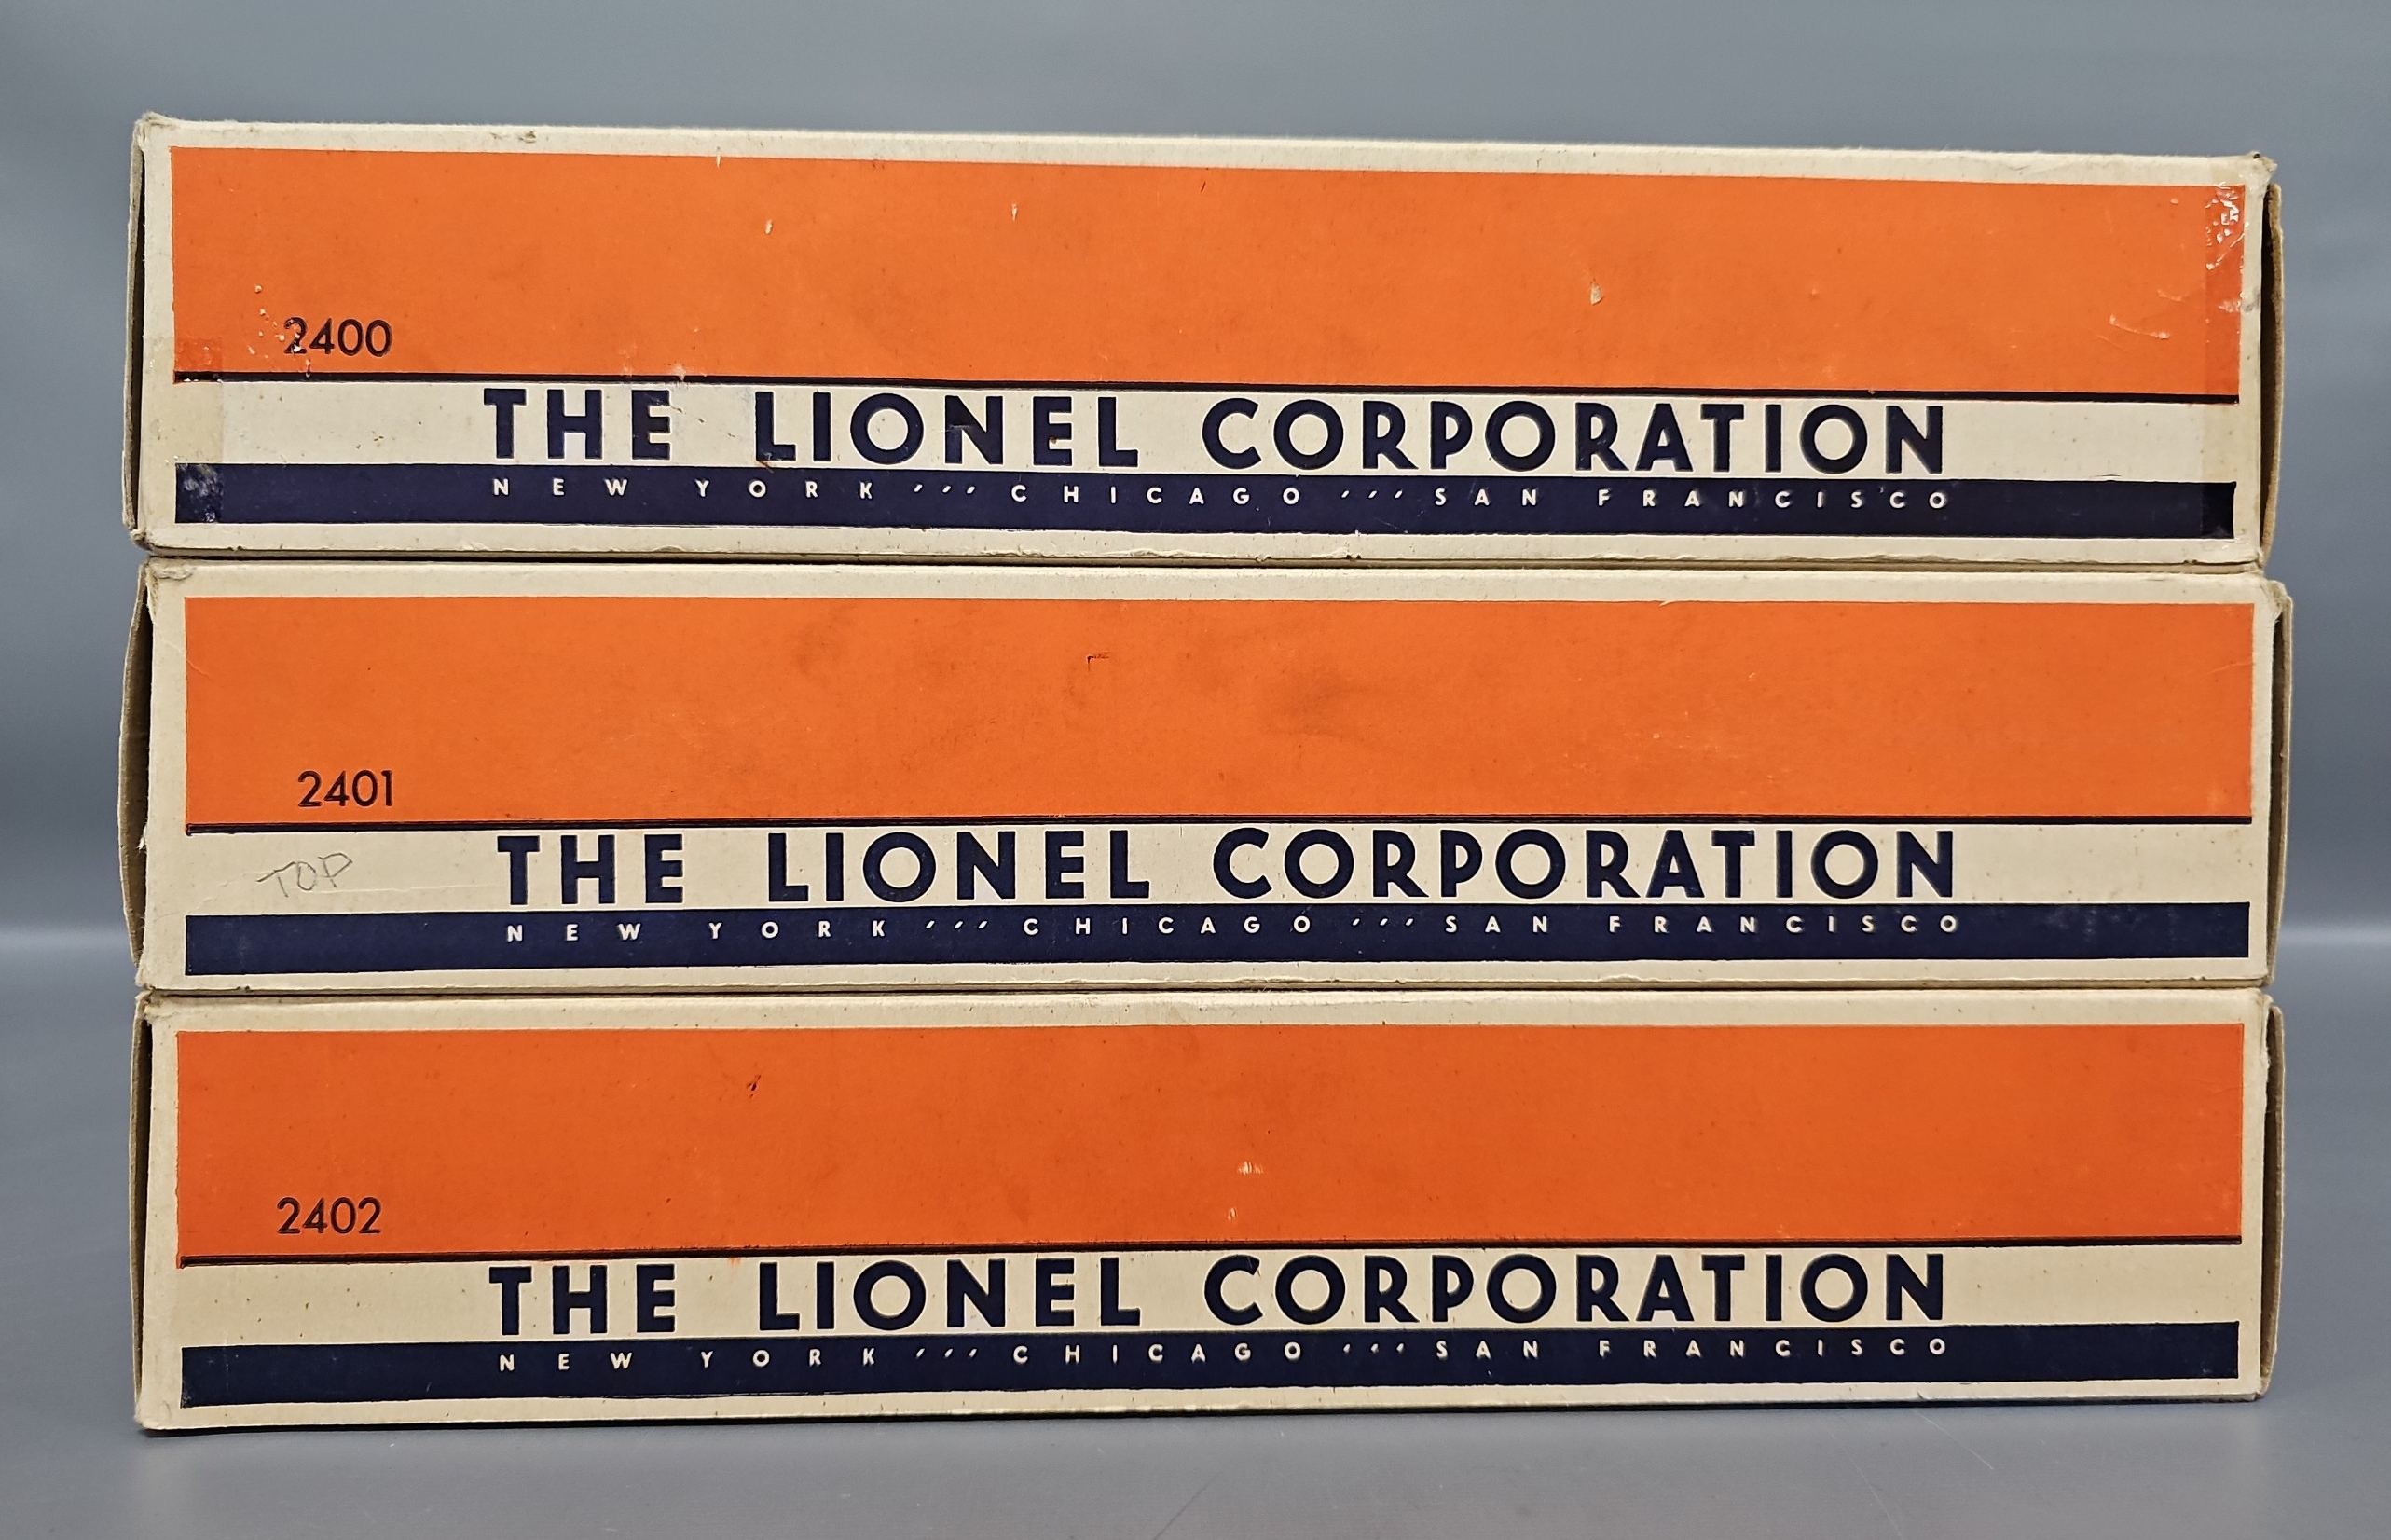 2400
THE LIONEL CORPORATION
NEW YORK ′′′ CHICAGO ′′′ SAN FRANCISCO
2401
THE LIONEL CORPORATION
TOP
NEW YORK ′′′ CHICAGO ′′′ SAN FRANCISCO
2402
THE LIONEL CORPORATION
NEW YORK ′′′ CHICAGO ′′′ SAN FRANCISCO